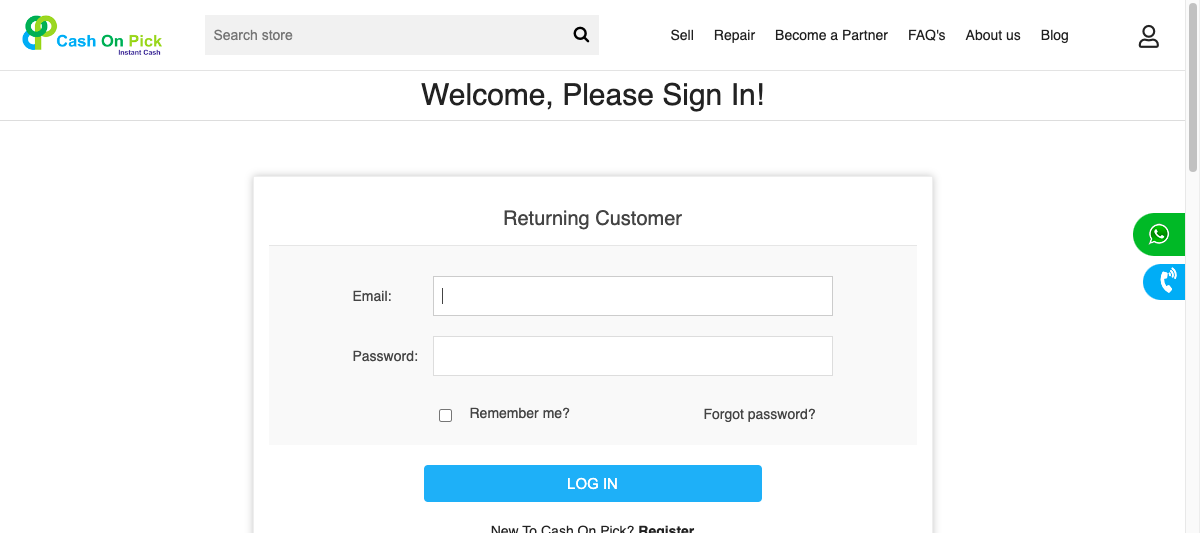 Cash On Pick
Instant Cash
Search store
Sell Repair Become a Partner FAQ's About us Blog
Welcome, Please Sign In!
Returning Customer
Email:
Password:
Remember me? Forgot password?
LOG IN
New To Cash On Pick? Register